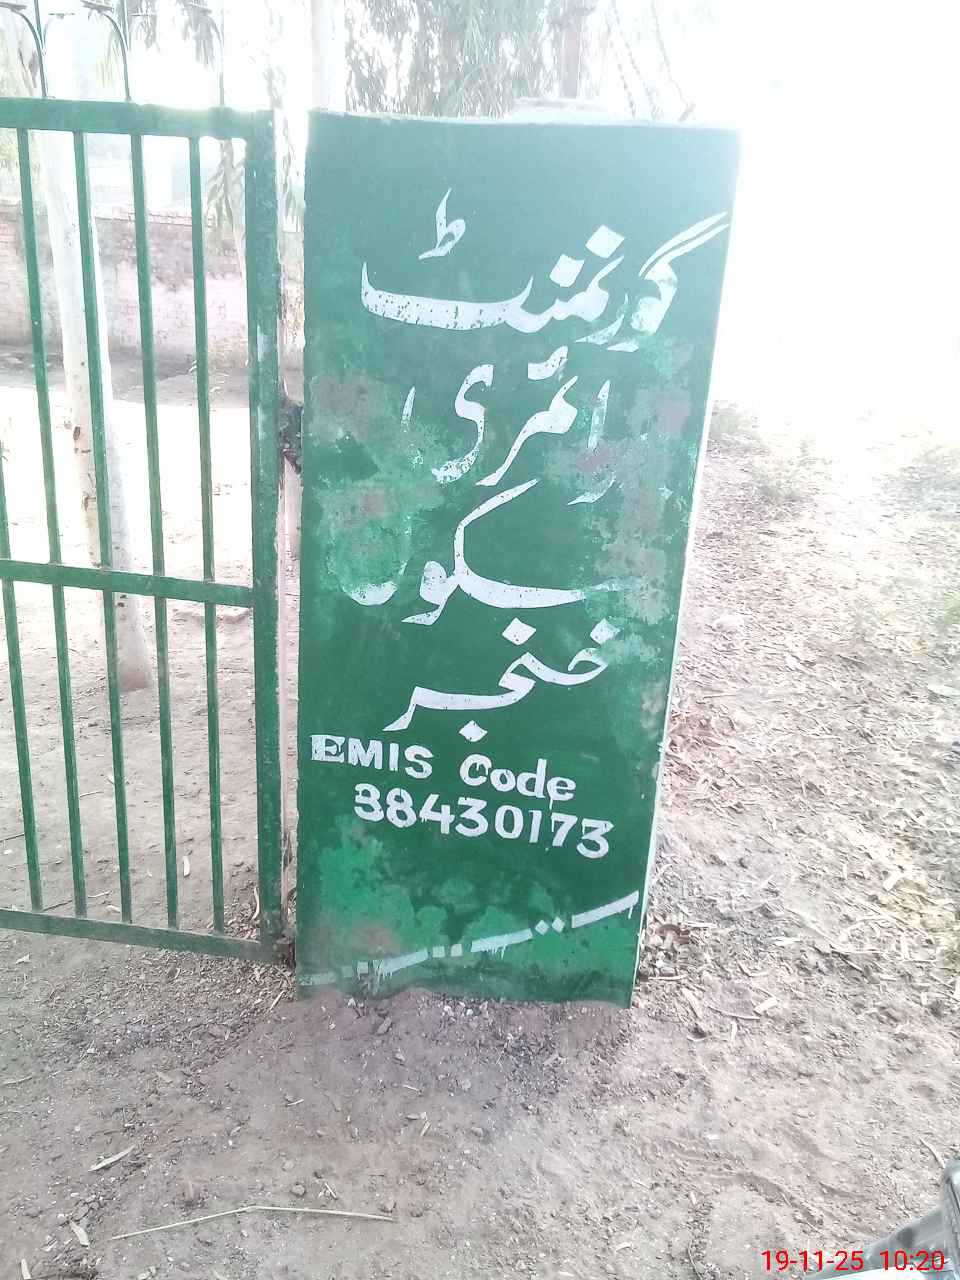 گورنمنٹ
پرائمری
سکول
خنجر
EMIS Code
38430173
19-11-25 10:20